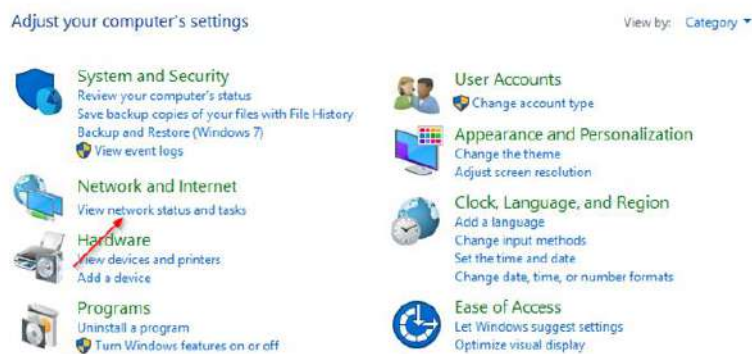 Adjust your computer's settings
View by: Category
System and Security
Review your computer's status
Save backup copies of your files with File History
Backup and Restore (Windows 7)
View event logs
Network and Internet
View network status and tasks
Hardware
View devices and printers
Add a device
Programs
Uninstall a program
Turn Windows features on or off
User Accounts
Change account type
Appearance and Personalization
Change the theme
Adjust screen resolution
Clock, Language, and Region
Add a language
Change input methods
Set the time and date
Change date, time, or number formats
Ease of Access
Let Windows suggest settings
Optimize visual display